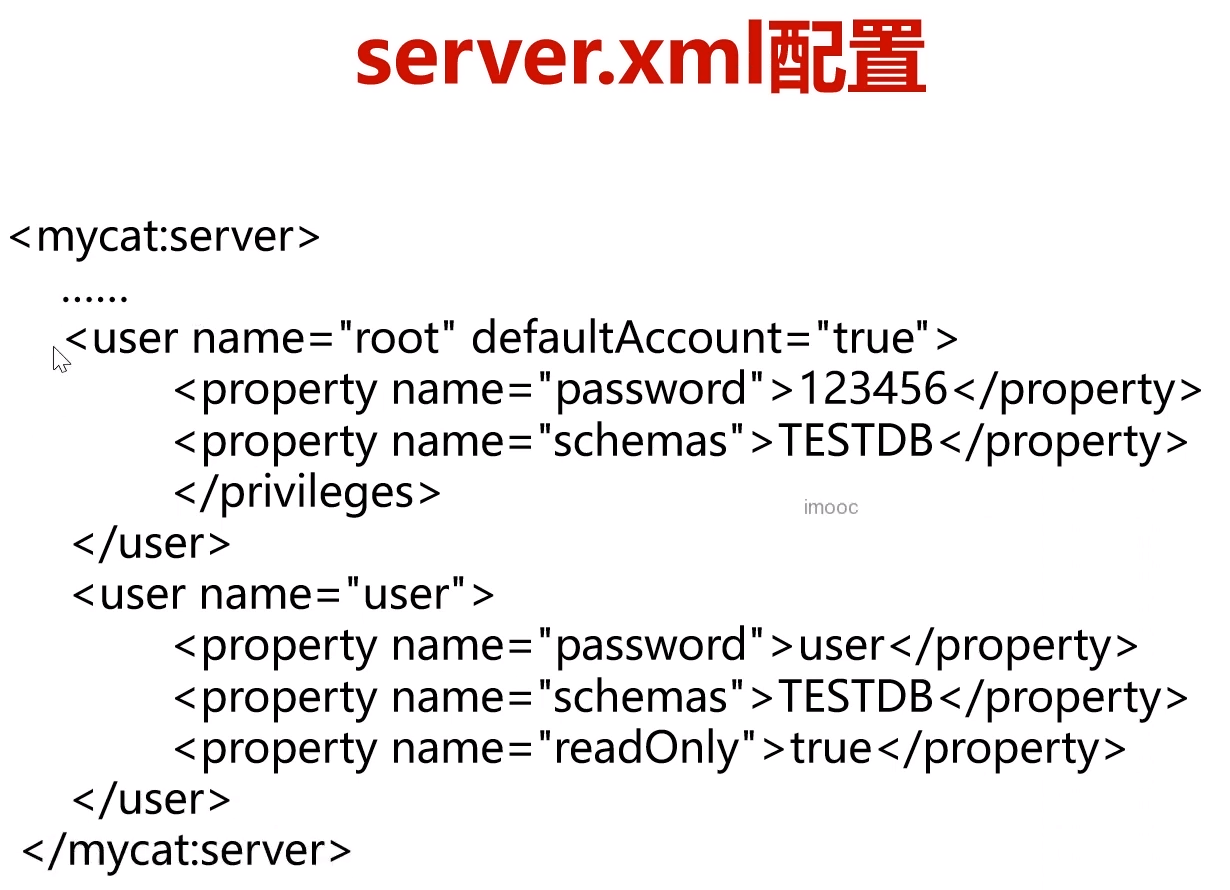 server.xml配置
<mycat:server>
......
<user name="root" defaultAccount="true">
<property name="password">123456</property>
<property name="schemas">TESTDB</property>
</privileges>
imooc
</user>
<user name="user">
<property name="password">user</property>
<property name="schemas">TESTDB</property>
<property name="readOnly">true</property>
</user>
</mycat:server>